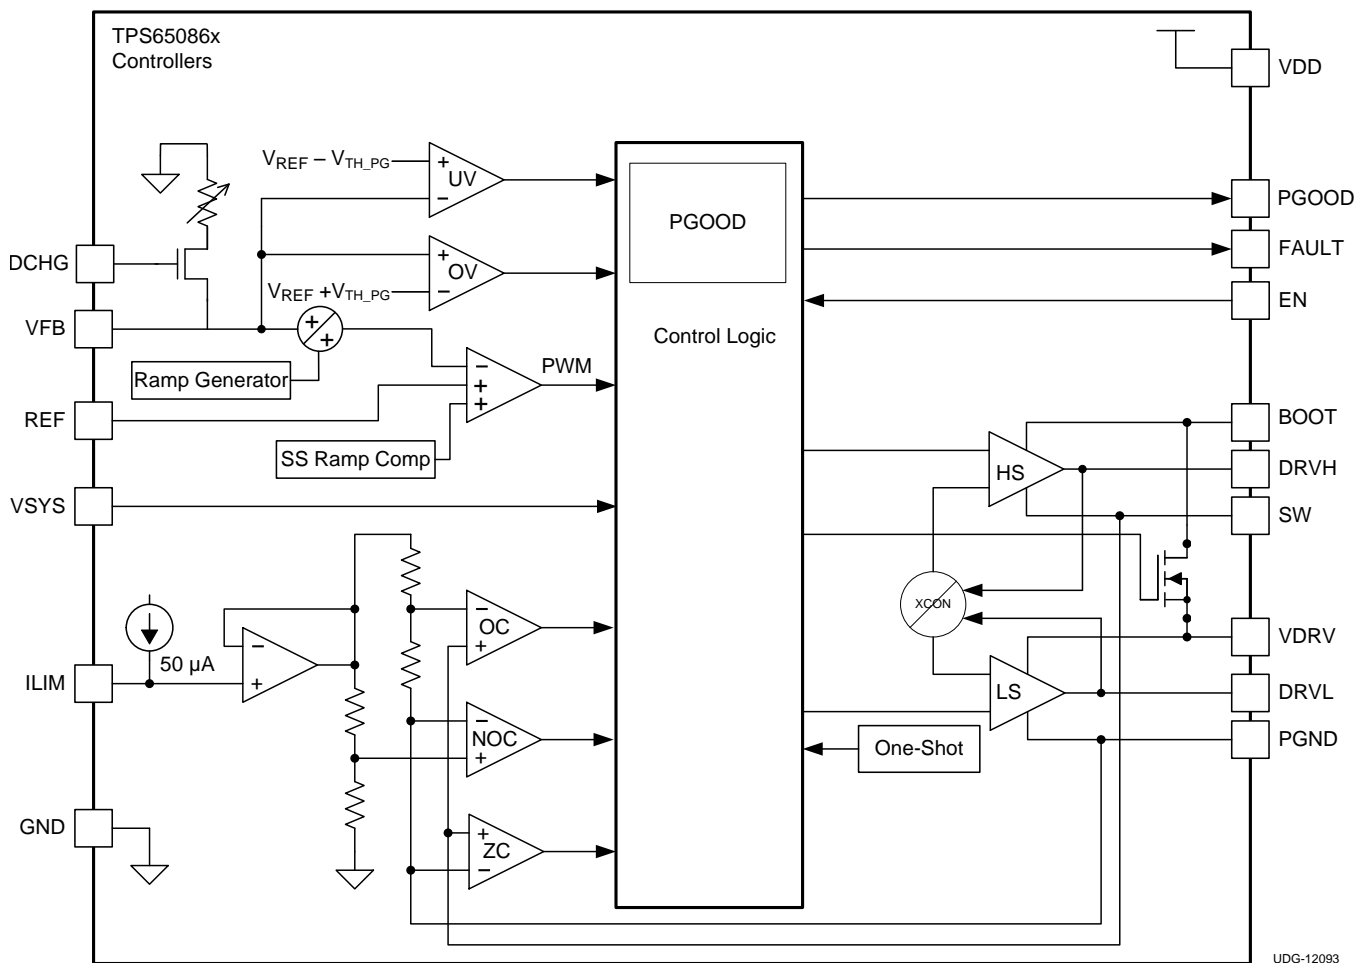 TPS65086x
Controllers
VDD
VREF – VTH_PG
+
UV
–
PGOOD
PGOOD
DCHG
+
OV
–
FAULT
VREF +VTH_PG
EN
VFB
+
+
Control Logic
Ramp Generator
–
+
+
PWM
REF
SS Ramp Comp
BOOT
HS
DRVH
VSYS
SW
XCON
–
OC
+
VDRV
50 µA
–
+
ILIM
LS
DRVL
–
NOC
+
One-Shot
PGND
GND
+
ZC
–
UDG-12093